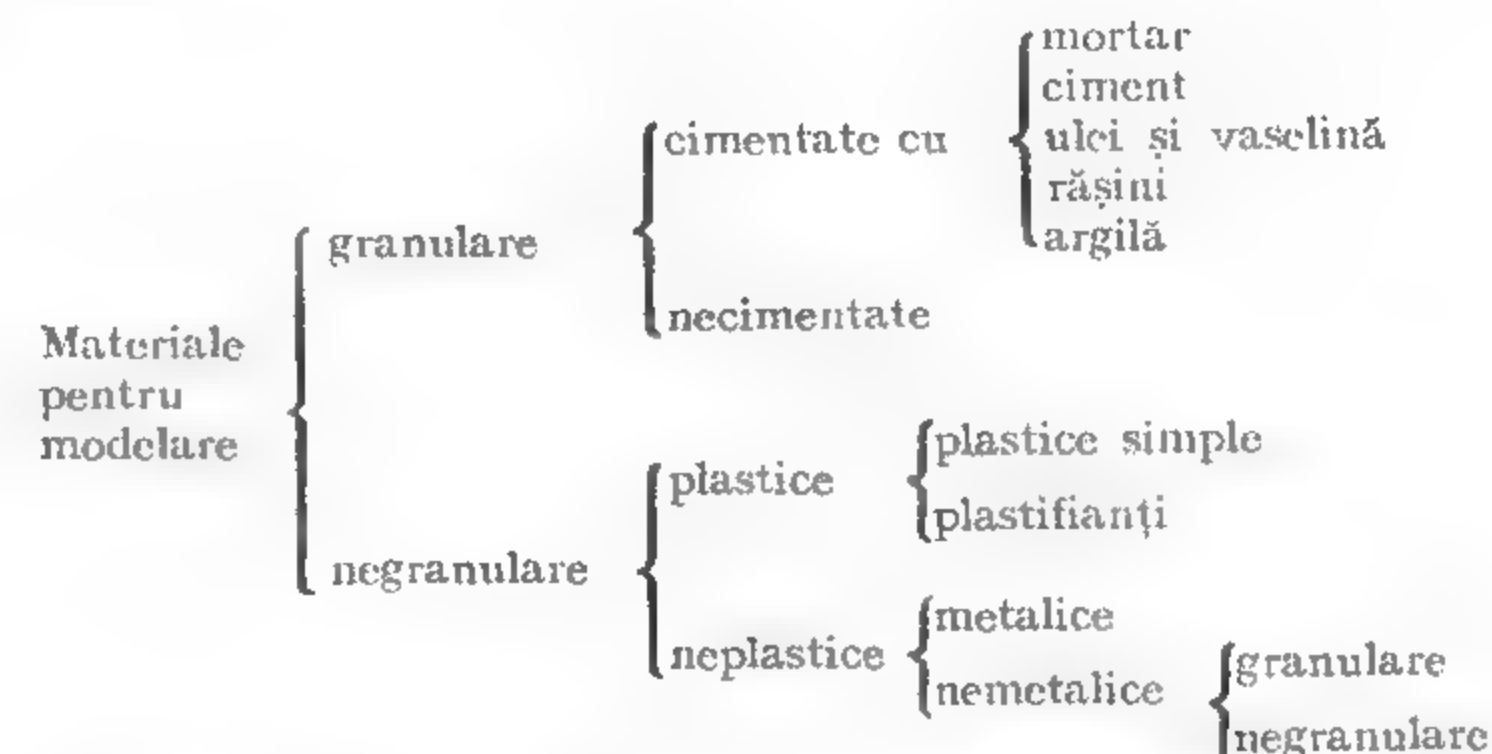 mortar
ciment
cimentate cu
ulei și vaselină
rășini
granulare
argilă
necimentate
Materiale
pentru
modelare
plastice simple
plastice
plastifianți
negranulare
metalice
neplastice
granulare
nemetalice
negranulare